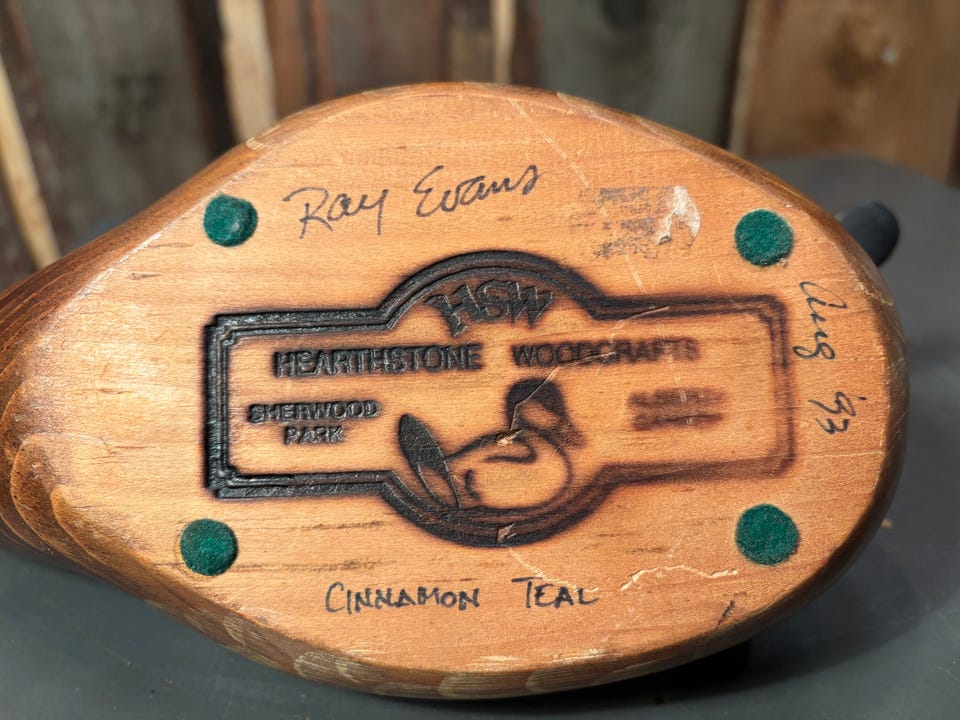 Ray Evans
HSW
HEARTHSTONE WOODCRAFTS
SHERWOOD
PARK
Aug '93
CINNAMON TEAL